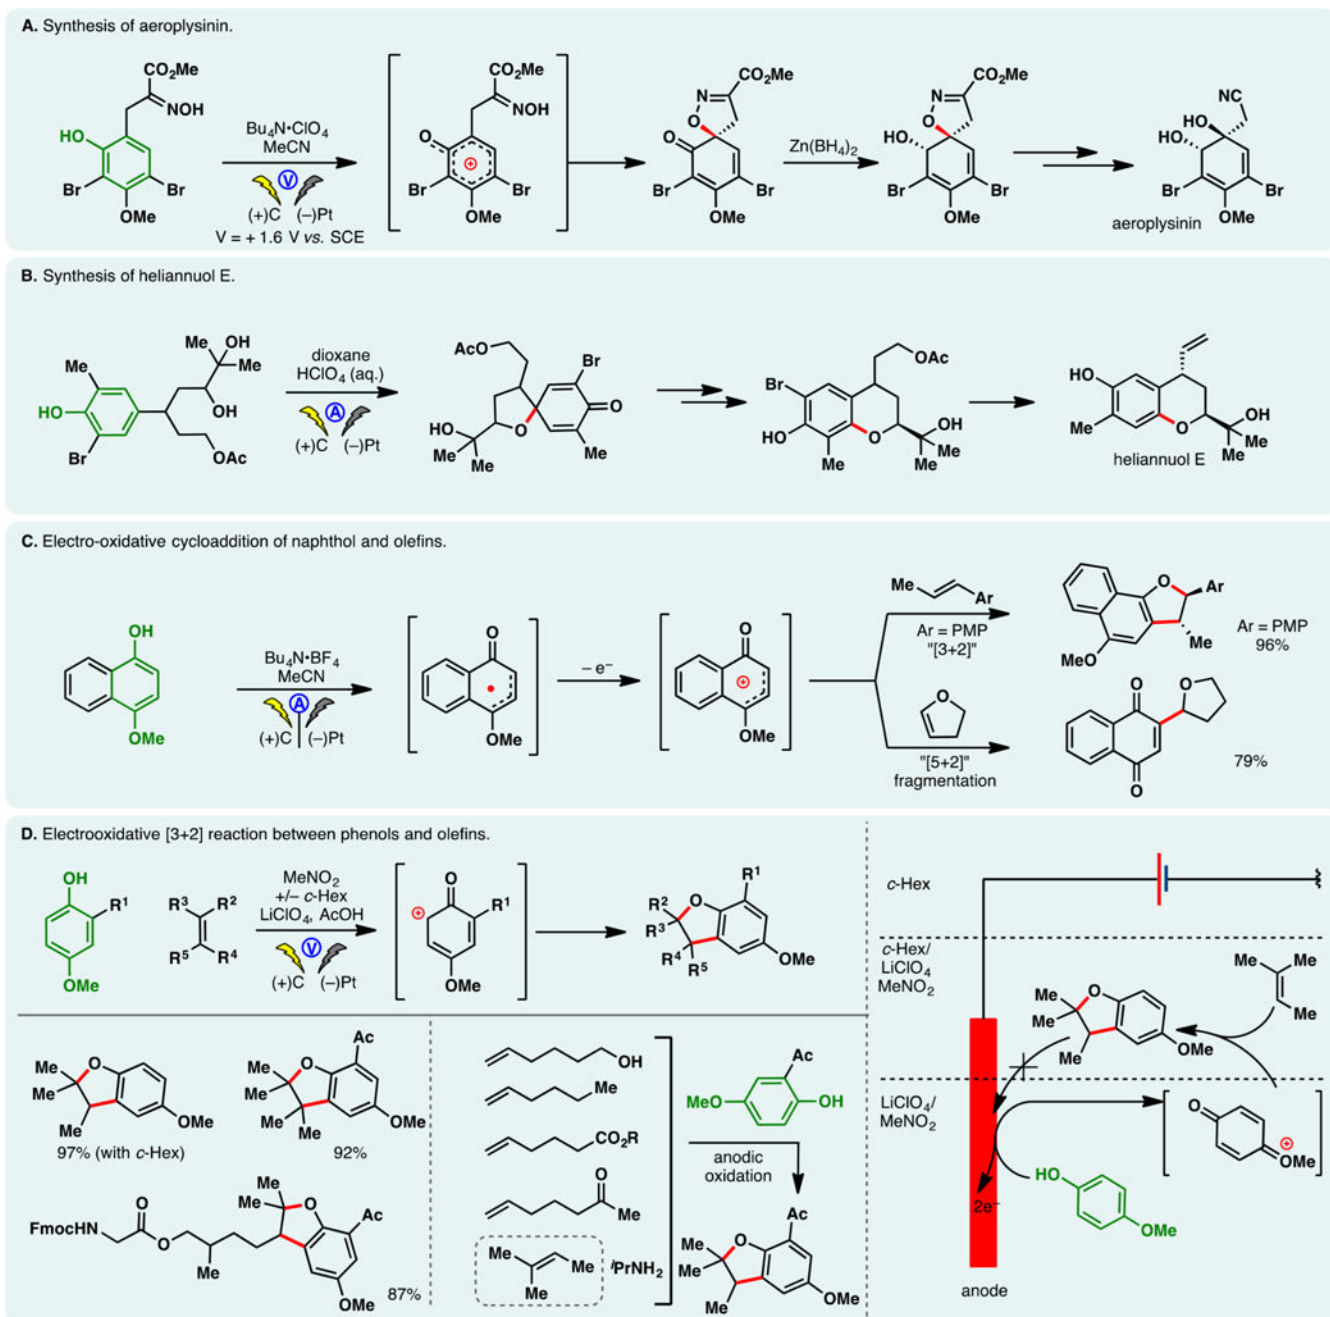 A. Synthesis of aeroplysinin.
CO2Me
NOH
HO
Br
Br
OMe
Bu4N•ClO4
MeCN
V
(+)C (–)Pt
V = + 1.6 V vs. SCE
CO2Me
NOH
O
⊕
Br
Br
OMe
CO2Me
N
O
O
Br
Br
OMe
Zn(BH4)2
CO2Me
N
O
HO
Br
Br
OMe
NC
HO
HO
Br
Br
OMe
aeroplysinin
B. Synthesis of heliannuol E.
Me
OH
Me
Me
HO
OH
Br
OAc
dioxane
HClO4 (aq.)
A
(+)C (–)Pt
AcO
Br
O
O
HO
Me
Me
Me
OAc
Br
HO
O
Me
OH
Me
Me
HO
Me
O
OH
Me
Me
heliannuol E
C. Electro-oxidative cycloaddition of naphthol and olefins.
OH
OMe
Bu4N•BF4
MeCN
A
(+)C (–)Pt
O
•
OMe
– e–
O
⊕
OMe
Me
Ar
Ar = PMP
"[3+2]"
O
"[5+2]"
fragmentation
O
Ar
Me
MeO
Ar = PMP
96%
O
O
O
79%
D. Electrooxidative [3+2] reaction between phenols and olefins.
OH
R1
OMe
R3 R2
R5 R4
MeNO2
+/– c-Hex
LiClO4, AcOH
V
(+)C (–)Pt
O
⊕
R1
OMe
R1
R2
O
R3
R4
R5
OMe
Me
O
Me
Me
OMe
97% (with c-Hex)
Ac
Me
O
Me
Me
Me
OMe
92%
Me
Me
O
O
Ac
FmocHN
O
Me
OMe
87%
OH
Me
CO2R
O
Me
Me
Me
Me
iPrNH2
Ac
MeO
OH
anodic
oxidation
Ac
Me
O
Me
Me
OMe
c-Hex
c-Hex/
LiClO4
MeNO2
Me
Me
Me
Me
O
Me
Me
OMe
LiClO4/
MeNO2
O
⊕
OMe
HO
OMe
2e–
anode